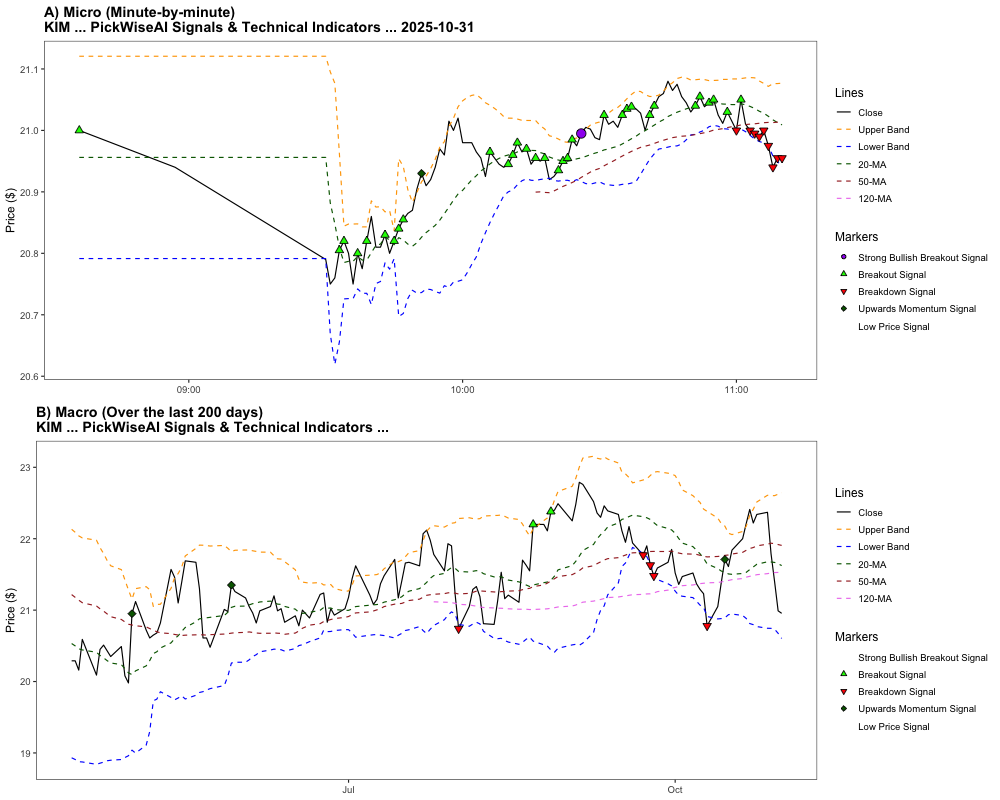 A) Micro (Minute-by-minute)
KIM ... PickWiseAI Signals & Technical Indicators ... 2025-10-31
Price ($)
21.1
21.0
20.9
20.8
20.7
20.6
09:00
10:00
11:00
Lines
Close
Upper Band
Lower Band
20-MA
50-MA
120-MA
Markers
Strong Bullish Breakout Signal
Breakout Signal
Breakdown Signal
Upwards Momentum Signal
Low Price Signal
B) Macro (Over the last 200 days)
KIM ... PickWiseAI Signals & Technical Indicators ...
Price ($)
23
22
21
20
19
Jul
Oct
Lines
Close
Upper Band
Lower Band
20-MA
50-MA
120-MA
Markers
Strong Bullish Breakout Signal
Breakout Signal
Breakdown Signal
Upwards Momentum Signal
Low Price Signal